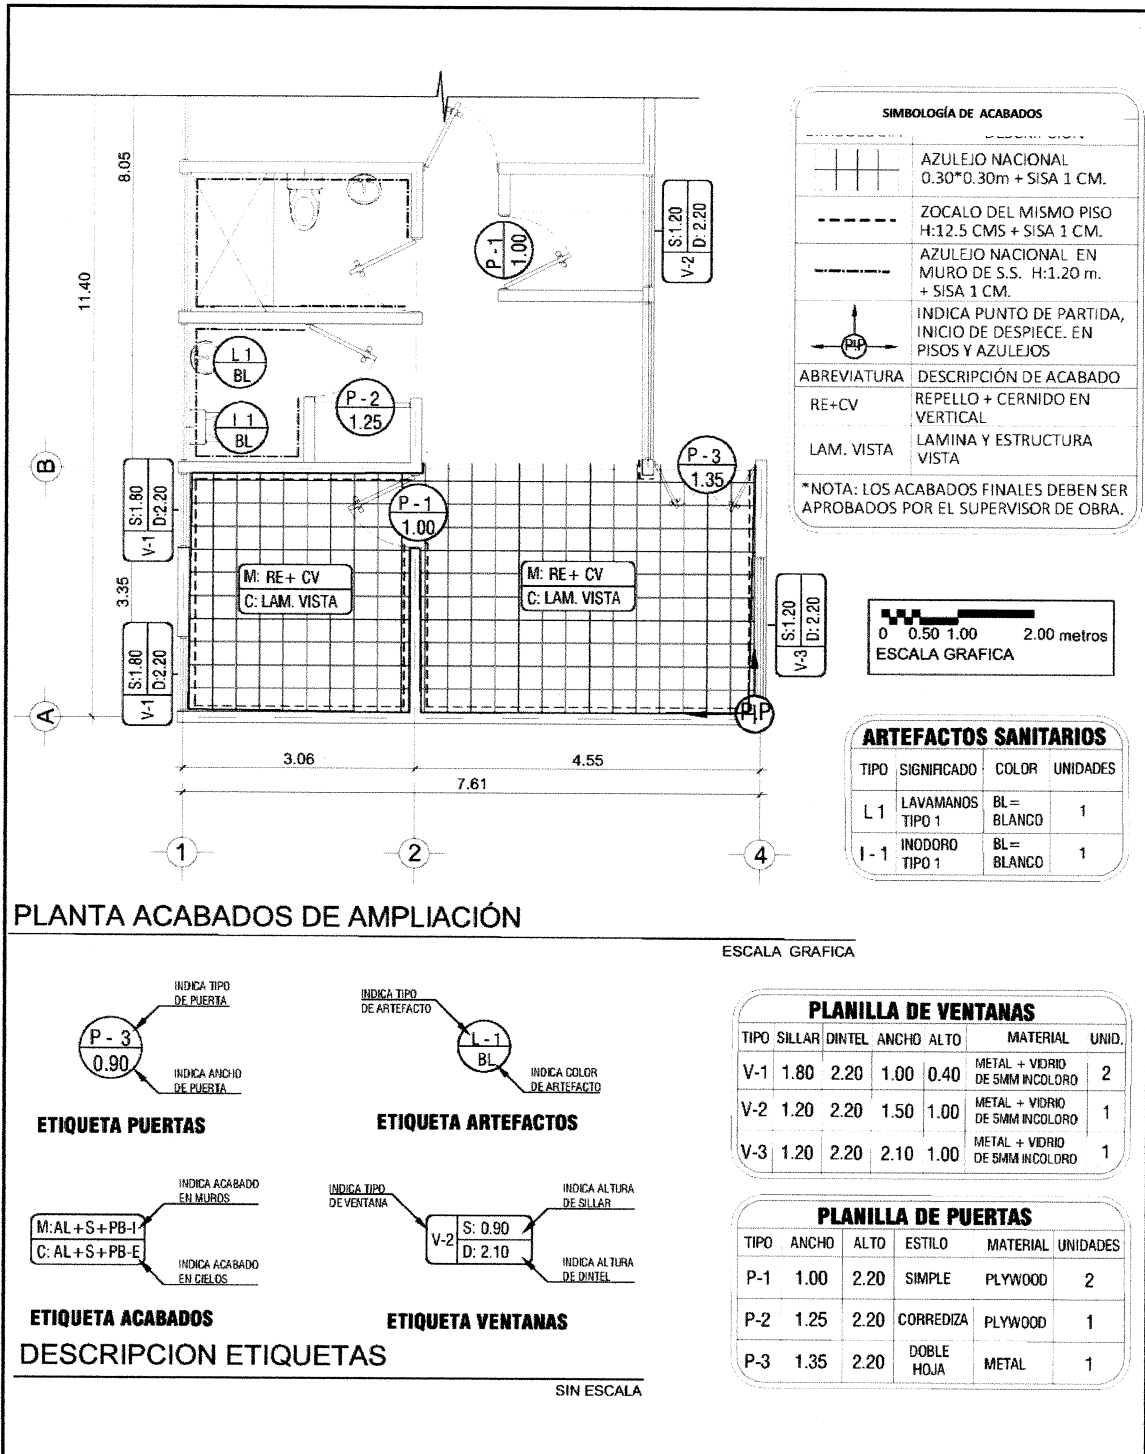 8.05
11.40
3.35
S:1.20
D: 2.20
V-2
P - 1
1.00
L 1
BL
I 1
BL
P - 2
1.25
B
S:1.80
D:2.20
V-1
P - 1
1.00
P - 3
1.35
M: RE+ CV
C: LAM. VISTA
M: RE+ CV
C: LAM. VISTA
S:1.80
D:2.20
V-1
S:1.20
D: 2.20
V-3
A
P.P
3.06
4.55
7.61
1
2
4
SIMBOLOGÍA DE ACABADOS
AZULEJO NACIONAL
0.30*0.30m + SISA 1 CM.
ZOCALO DEL MISMO PISO
H:12.5 CMS + SISA 1 CM.
AZULEJO NACIONAL EN
MURO DE S.S. H:1.20 m.
+ SISA 1 CM.
P.P
INDICA PUNTO DE PARTIDA,
INICIO DE DESPIECE. EN
PISOS Y AZULEJOS
ABREVIATURA DESCRIPCIÓN DE ACABADO
RE+CV REPELLO + CERNIDO EN
VERTICAL
LAM. VISTA LAMINA Y ESTRUCTURA
VISTA
*NOTA: LOS ACABADOS FINALES DEBEN SER
APROBADOS POR EL SUPERVISOR DE OBRA.
0 0.50 1.00 2.00 metros
ESCALA GRAFICA
ARTEFACTOS SANITARIOS
TIPO SIGNIFICADO COLOR UNIDADES
L 1 LAVAMANOS TIPO 1 BL= BLANCO 1
I - 1 INODORO TIPO 1 BL= BLANCO 1
PLANTA ACABADOS DE AMPLIACIÓN
ESCALA GRAFICA
INDICA TIPO
DE PUERTA
P - 3
0.90
INDICA ANCHO
DE PUERTA
ETIQUETA PUERTAS
INDICA TIPO
DE ARTEFACTO
L - 1
BL
INDICA COLOR
DE ARTEFACTO
ETIQUETA ARTEFACTOS
INDICA ACABADO
EN MUROS
M:AL+S+PB-I
C: AL+S+PB-E
INDICA ACABADO
EN CIELOS
ETIQUETA ACABADOS
INDICA TIPO
DE VENTANA
V-2
S: 0.90
D: 2.10
INDICA ALTURA
DE SILLAR
INDICA ALTURA
DE DINTEL
ETIQUETA VENTANAS
DESCRIPCION ETIQUETAS
SIN ESCALA
PLANILLA DE VENTANAS
TIPO SILLAR DINTEL ANCHO ALTO MATERIAL UNID.
V-1 1.80 2.20 1.00 0.40 METAL + VIDRIO DE 5MM INCOLORO 2
V-2 1.20 2.20 1.50 1.00 METAL + VIDRIO DE 5MM INCOLORO 1
V-3 1.20 2.20 2.10 1.00 METAL + VIDRIO DE 5MM INCOLORO 1
PLANILLA DE PUERTAS
TIPO ANCHO ALTO ESTILO MATERIAL UNIDADES
P-1 1.00 2.20 SIMPLE PLYWOOD 2
P-2 1.25 2.20 CORREDIZA PLYWOOD 1
P-3 1.35 2.20 DOBLE HOJA METAL 1